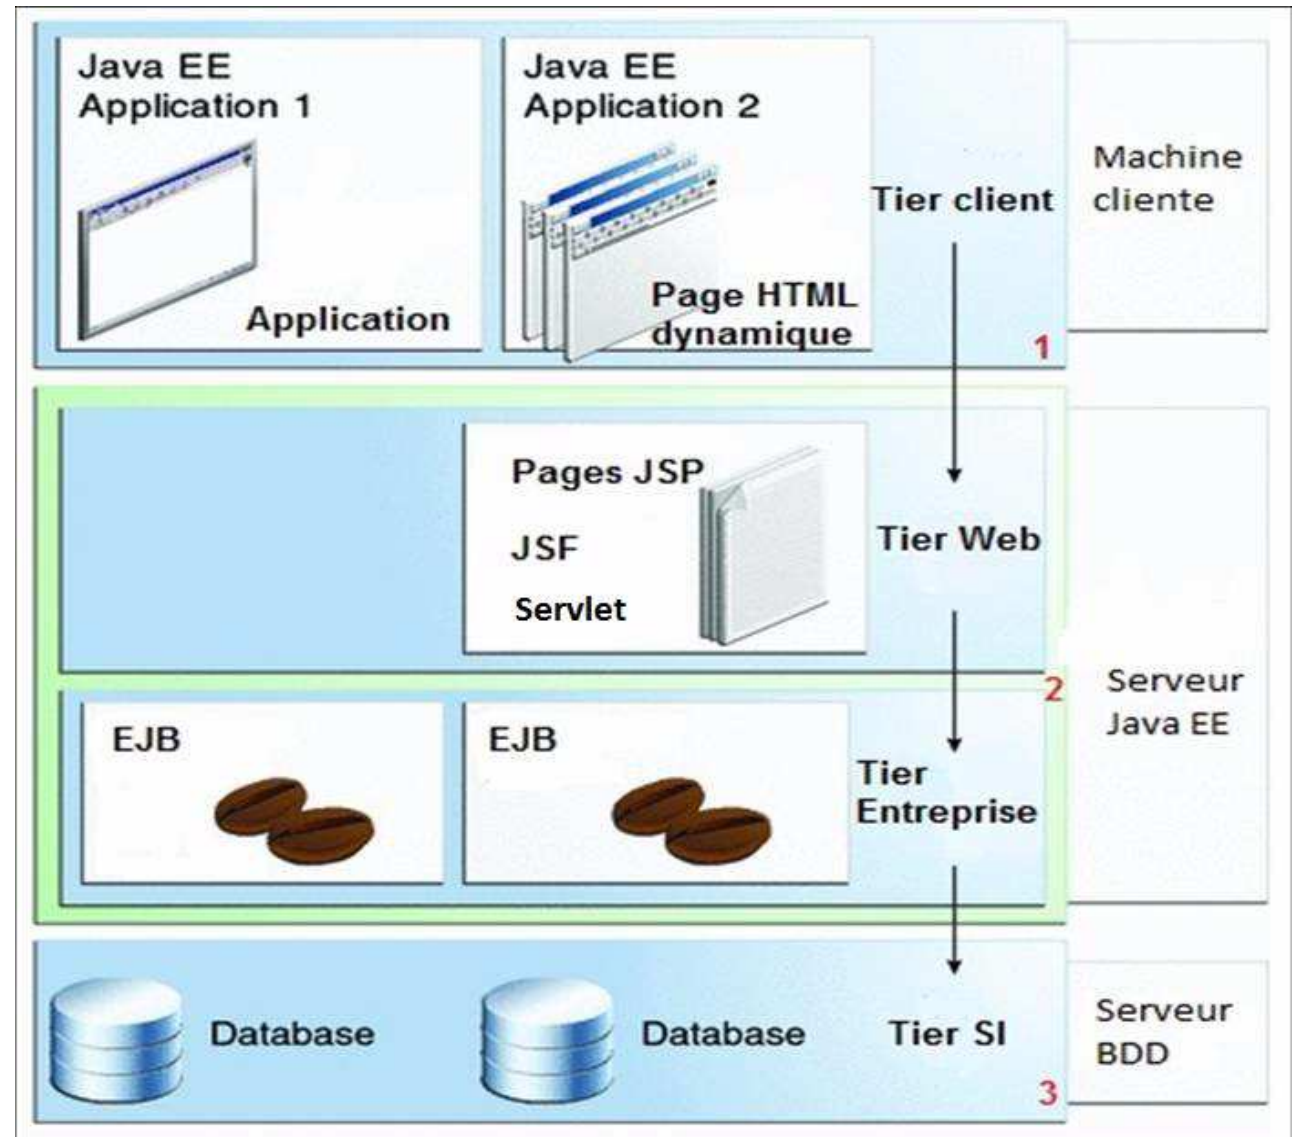 Java EE
Application 1
Application
Java EE
Application 2
Page HTML
dynamique
Tier client
1
Machine
cliente
Pages JSP
JSF
Servlet
Tier Web
2
Serveur
Java EE
EJB
EJB
Tier
Entreprise
Database
Database
Tier SI
3
Serveur
BDD